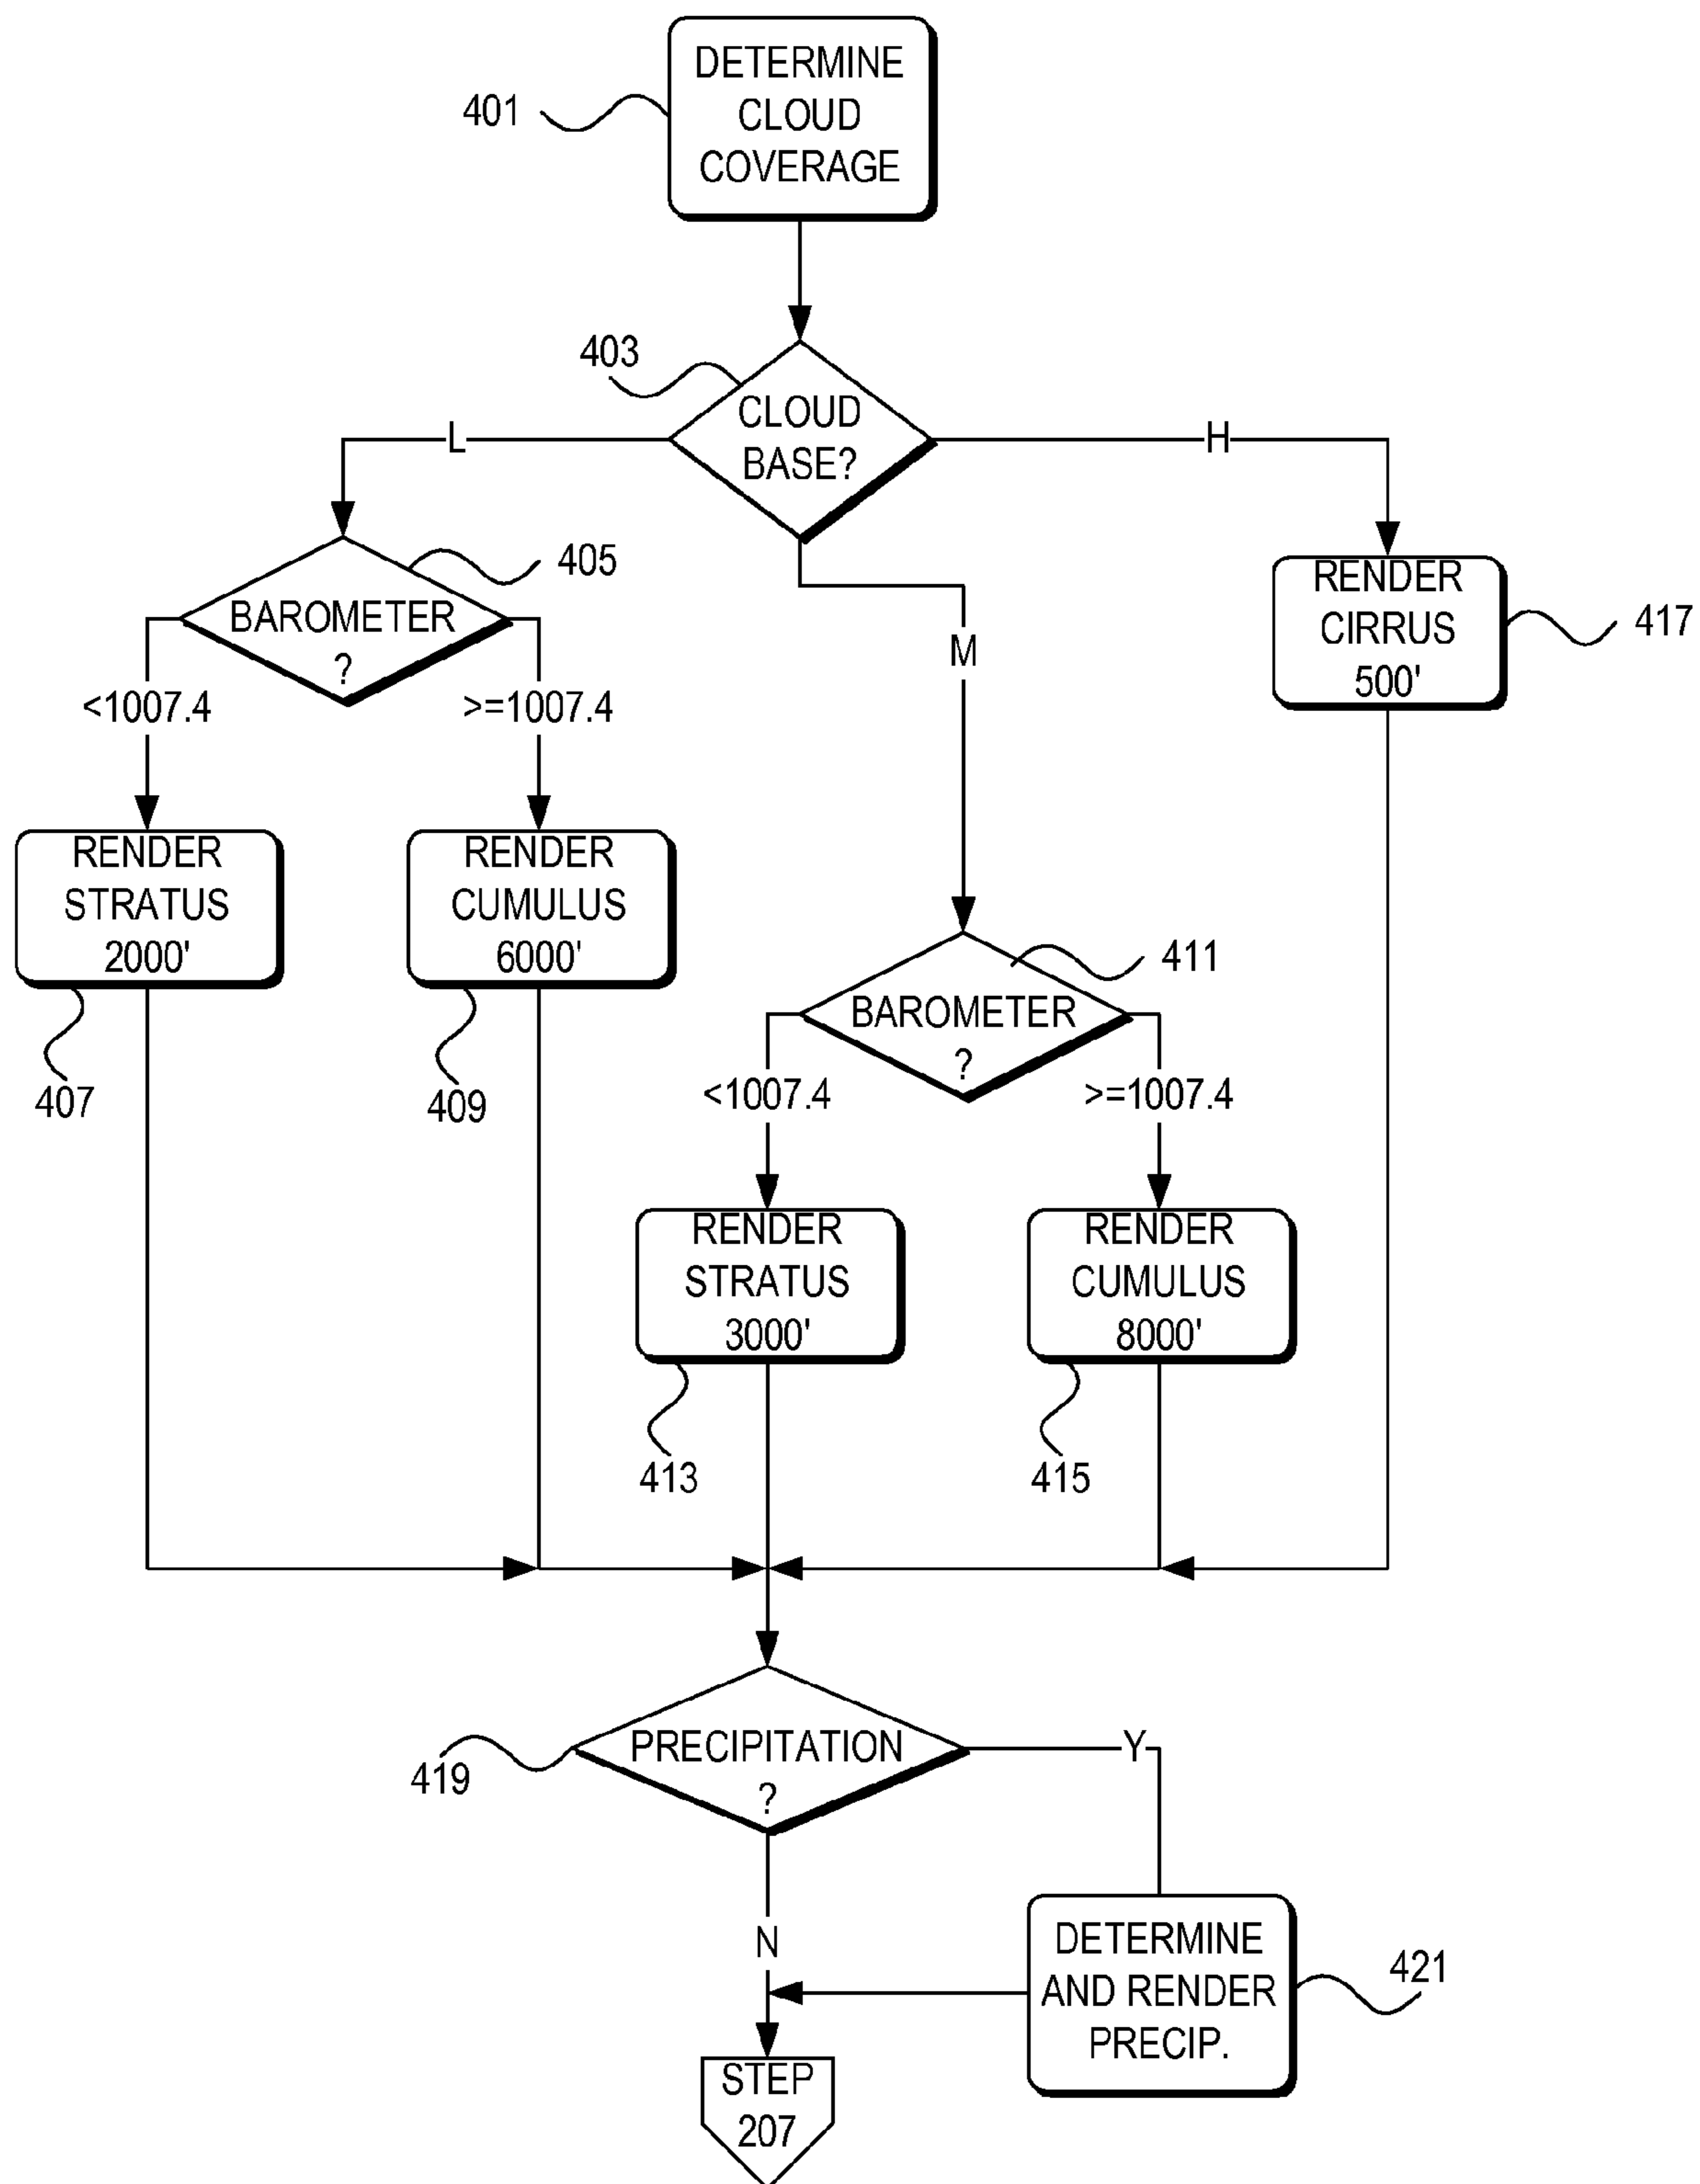 DETERMINE
CLOUD
COVERAGE
401
403
CLOUD
BASE?
L
H
M
405
BAROMETER
?
<1007.4
>=1007.4
RENDER
CIRRUS
500'
417
RENDER
STRATUS
2000'
407
RENDER
CUMULUS
6000'
409
411
BAROMETER
?
<1007.4
>=1007.4
RENDER
STRATUS
3000'
413
RENDER
CUMULUS
8000'
415
419
PRECIPITATION
?
Y
N
DETERMINE
AND RENDER
PRECIP.
421
STEP
207